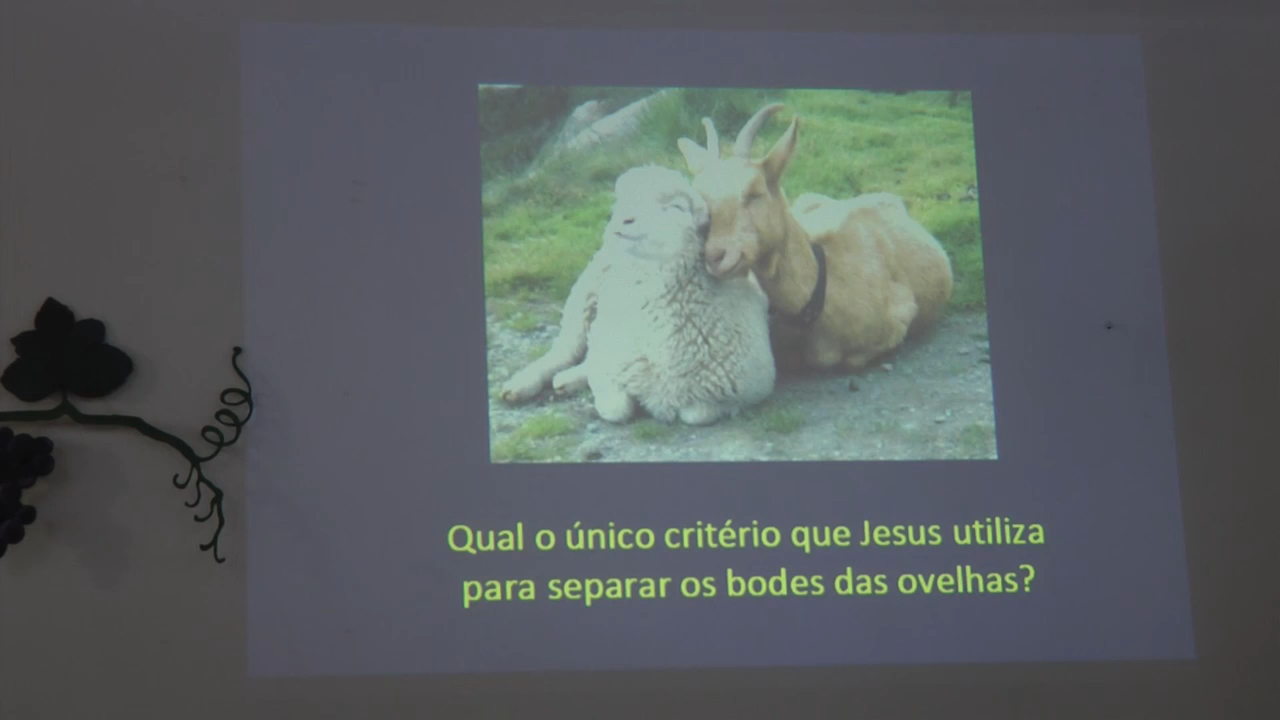 Qual o único critério que Jesus utiliza
para separar os bodes das ovelhas?